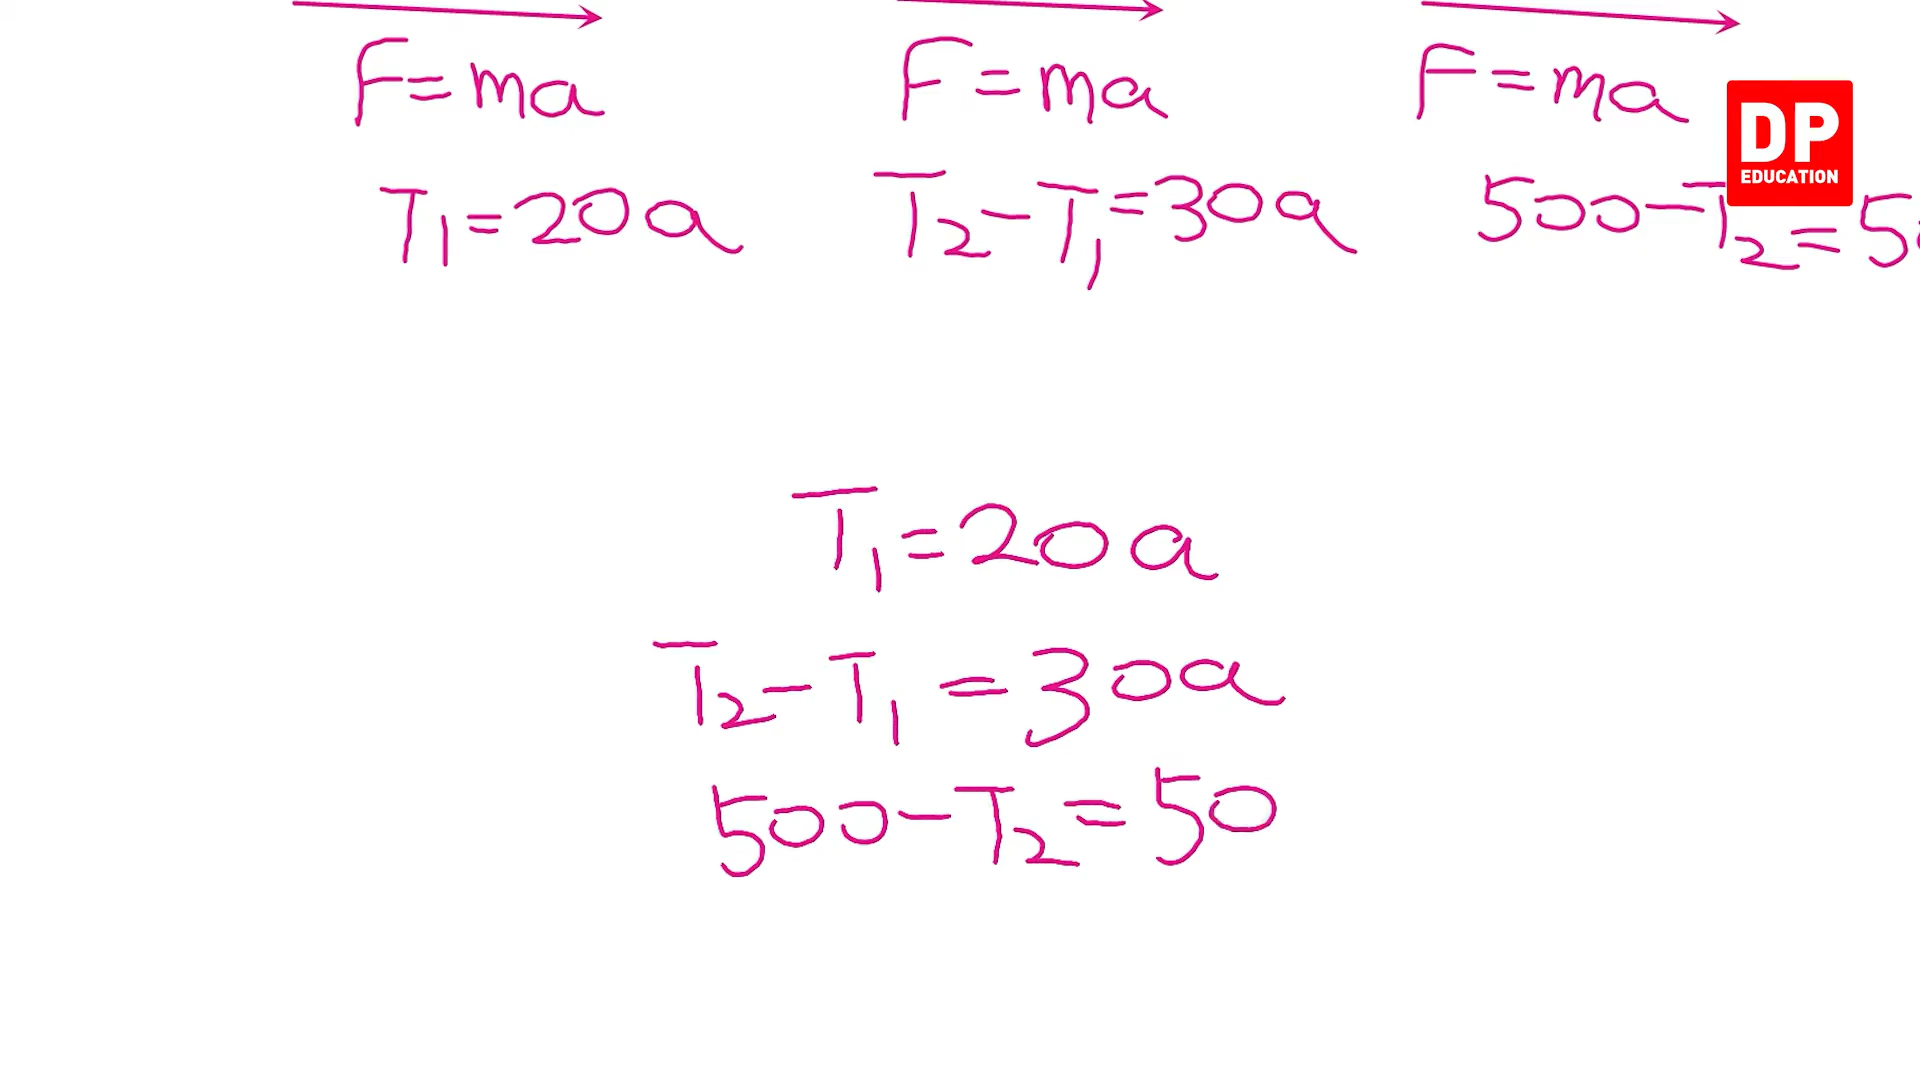 F=ma F=ma F=ma
DP
EDUCATION
T₁=20a T₂-T₁=30a 500-T₂=5
T₁=20a
T₂-T₁=30a
500-T₂=50